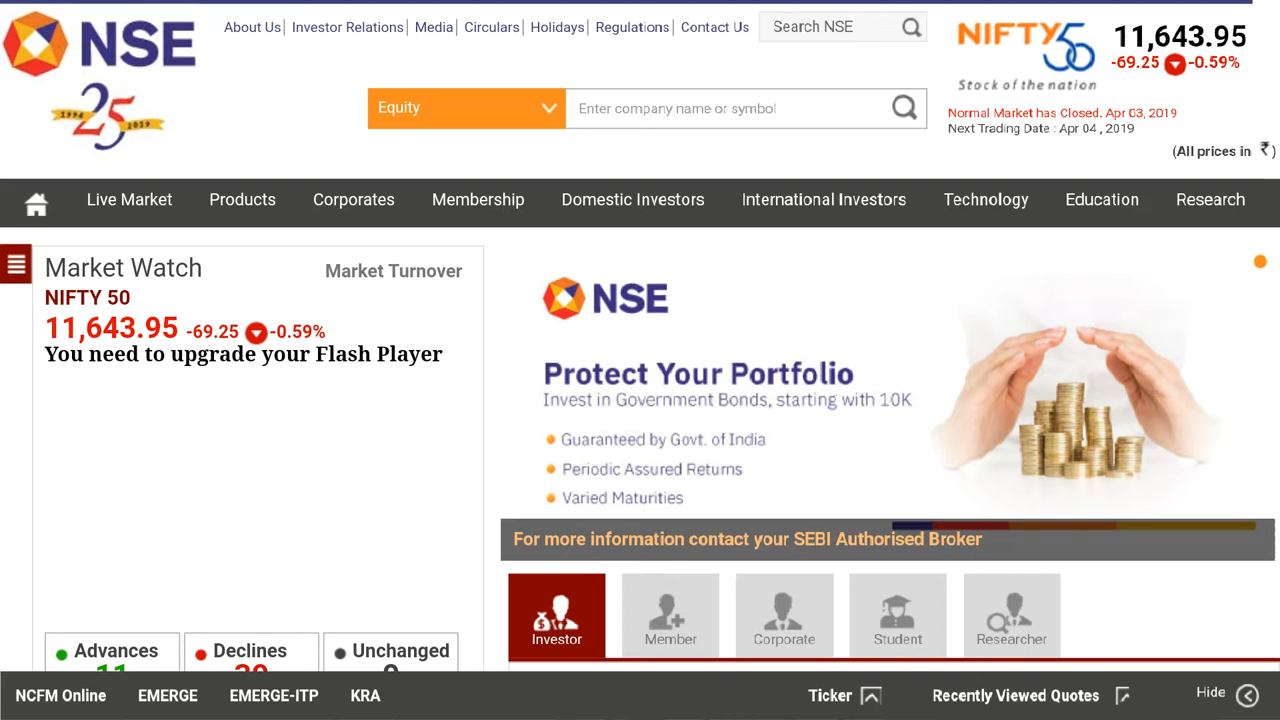 NSE
1994 25 2019
About Us| Investor Relations| Media| Circulars| Holidays| Regulations| Contact Us
Search NSE
Equity
Enter company name or symbol
NIFTY 50
Stock of the nation
11,643.95
-69.25 -0.59%
Normal Market has Closed. Apr 03, 2019
Next Trading Date : Apr 04 , 2019
(All prices in ₹)
Live Market Products Corporates Membership Domestic Investors International Investors Technology Education Research
Market Watch
Market Turnover
NIFTY 50
11,643.95 -69.25 -0.59%
You need to upgrade your Flash Player
Advances
11
Declines
Unchanged
NSE
Protect Your Portfolio
Invest in Government Bonds, starting with 10K
Guaranteed by Govt. of India
Periodic Assured Returns
Varied Maturities
For more information contact your SEBI Authorised Broker
Investor
Member
Corporate
Student
Researcher
NCFM Online EMERGE EMERGE-ITP KRA
Ticker
Recently Viewed Quotes
Hide